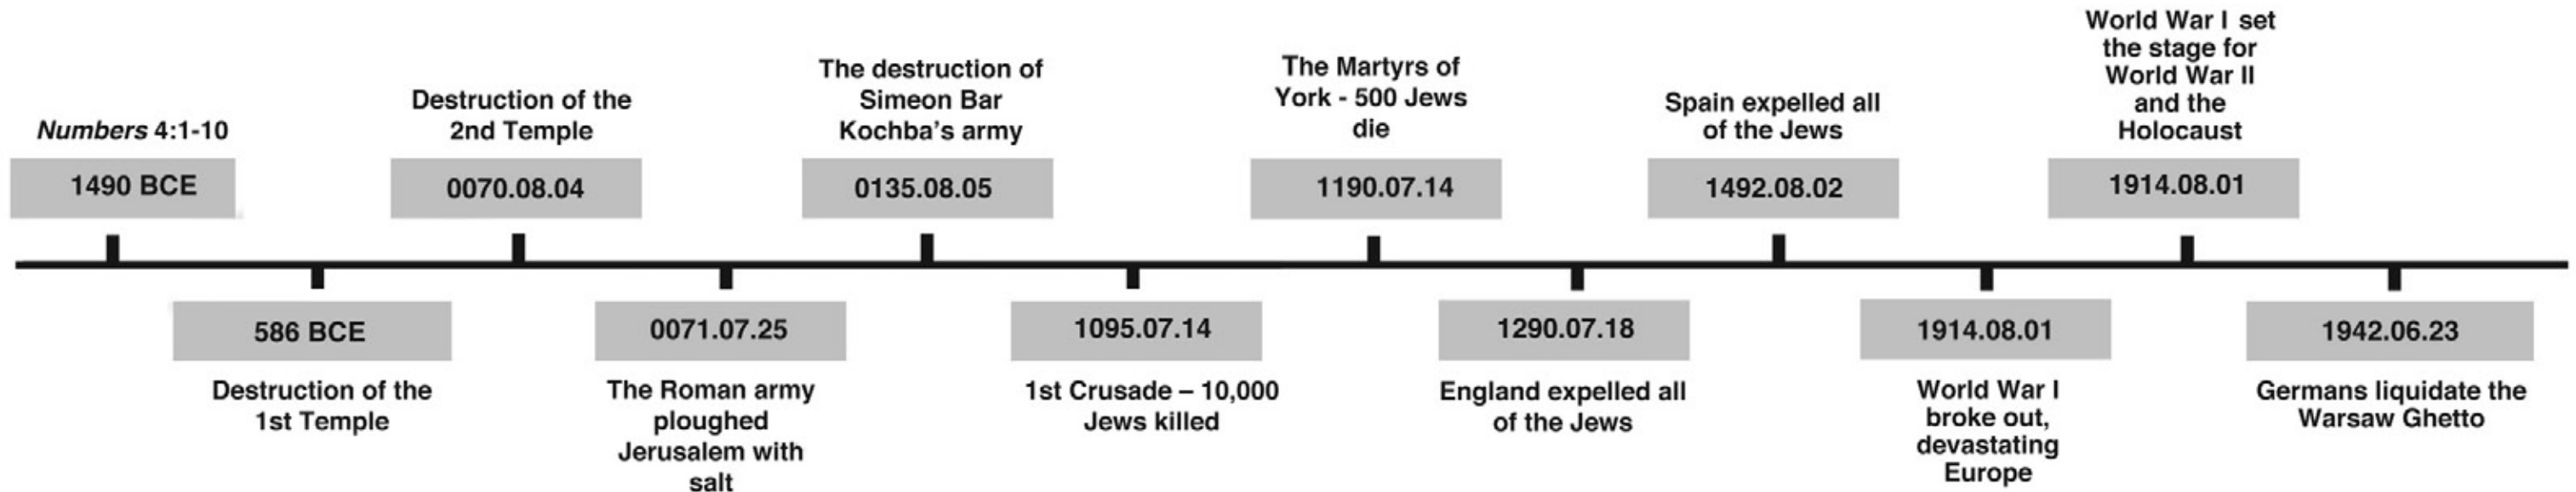 Numbers 4:1-10
1490 BCE
586 BCE
Destruction of the
1st Temple
Destruction of the
2nd Temple
0070.08.04
0071.07.25
The Roman army
ploughed
Jerusalem with
salt
The destruction of
Simeon Bar
Kochba's army
0135.08.05
1095.07.14
1st Crusade – 10,000
Jews killed
The Martyrs of
York - 500 Jews
die
1190.07.14
1290.07.18
England expelled all
of the Jews
Spain expelled all
of the Jews
1492.08.02
1914.08.01
World War I
broke out,
devastating
Europe
World War I set
the stage for
World War II
and the
Holocaust
1914.08.01
1942.06.23
Germans liquidate the
Warsaw Ghetto